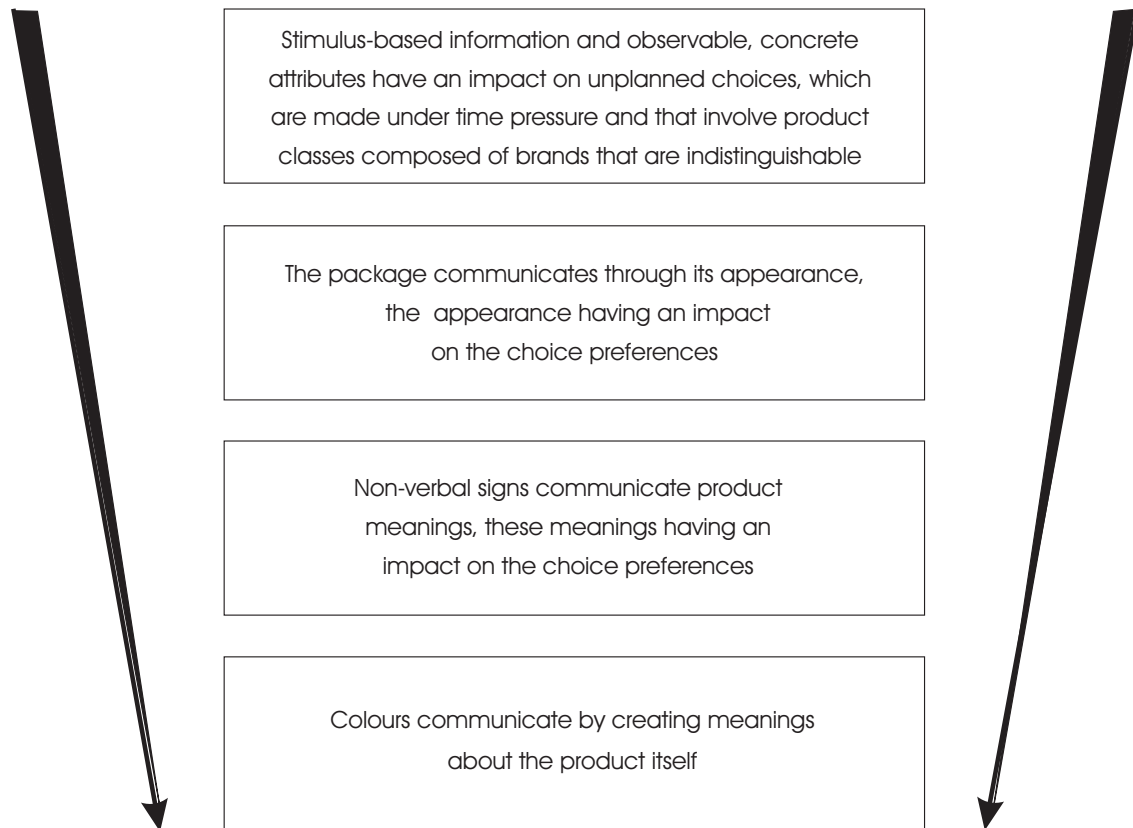 Stimulus-based information and observable, concrete
attributes have an impact on unplanned choices, which
are made under time pressure and that involve product
classes composed of brands that are indistinguishable
The package communicates through its appearance,
the appearance having an impact
on the choice preferences
Non-verbal signs communicate product
meanings, these meanings having an
impact on the choice preferences
Colours communicate by creating meanings
about the product itself